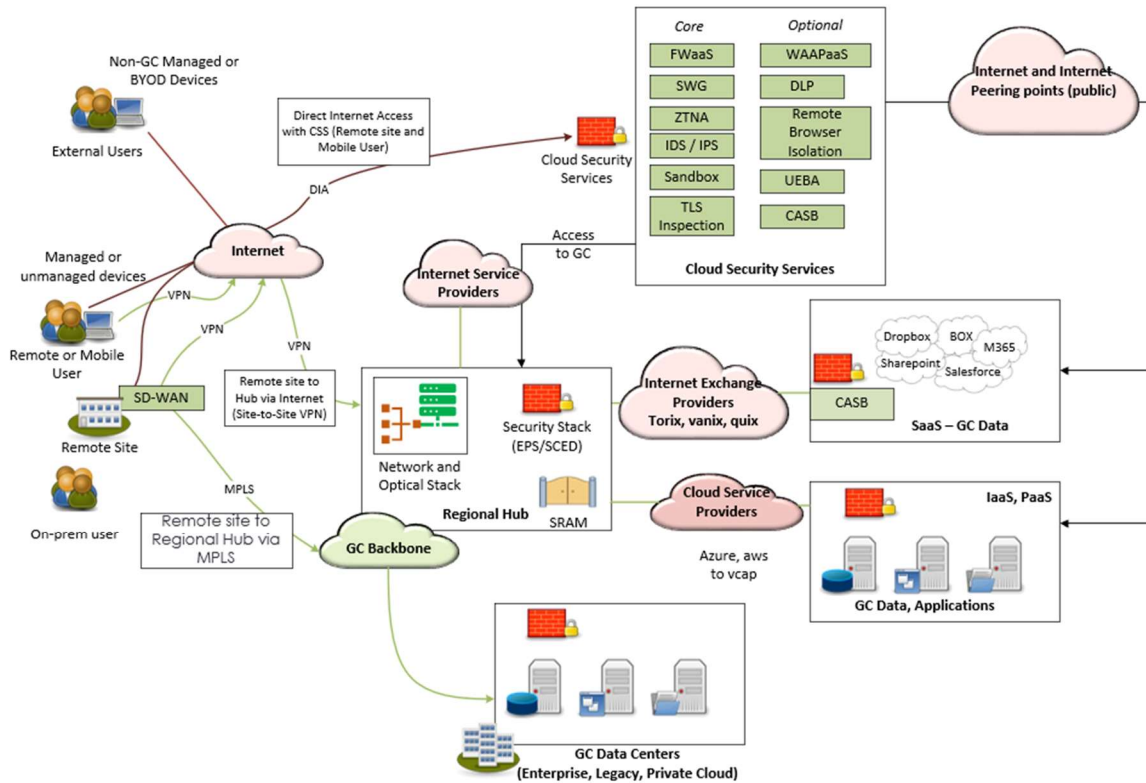 Non-GC Managed or
BYOD Devices
External Users
Direct Internet Access
with CSS (Remote site and
Mobile User)
DIA
Cloud Security
Services
Core
FWaaS
SWG
ZTNA
IDS / IPS
Sandbox
TLS
Inspection
Optional
WAAPaaS
DLP
Remote
Browser
Isolation
UEBA
CASB
Cloud Security Services
Internet and Internet
Peering points (public)
Access
to GC
Internet
Managed or
unmanaged devices
VPN
VPN
VPN
Remote or Mobile
User
SD-WAN
Remote Site
On-prem user
Remote site to
Hub via Internet
(Site-to-Site VPN)
MPLS
Remote site to
Regional Hub via
MPLS
Internet Service
Providers
Network and
Optical Stack
Security Stack
(EPS/SCED)
Regional Hub
SRAM
GC Backbone
Internet Exchange
Providers
Torix, vanix, quix
Dropbox
BOX
M365
Sharepoint
Salesforce
CASB
SaaS – GC Data
Cloud Service
Providers
Azure, aws
to vcap
IaaS, PaaS
GC Data, Applications
GC Data Centers
(Enterprise, Legacy, Private Cloud)